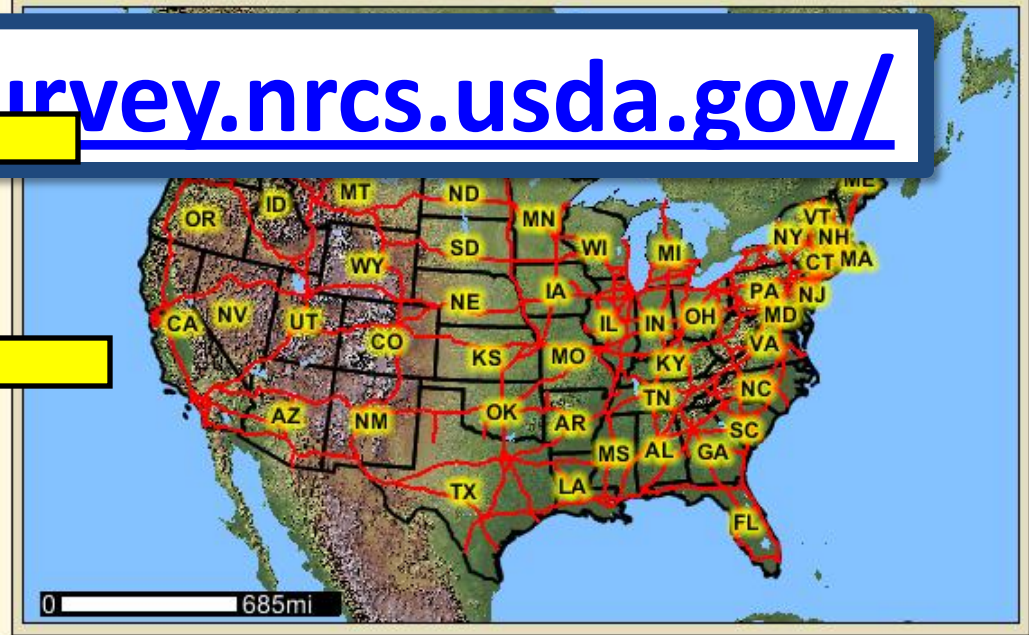 urvey.nrcs.usda.gov/
ME
MT ND
OR ID MN VT
SD WI MI NY NH
WY CT MA
NE IA PA NJ
CA NV UT IL IN OH MD
CO KS MO KY VA
TN NC
AZ NM OK AR SC
MS AL GA
TX LA
FL
0 685mi